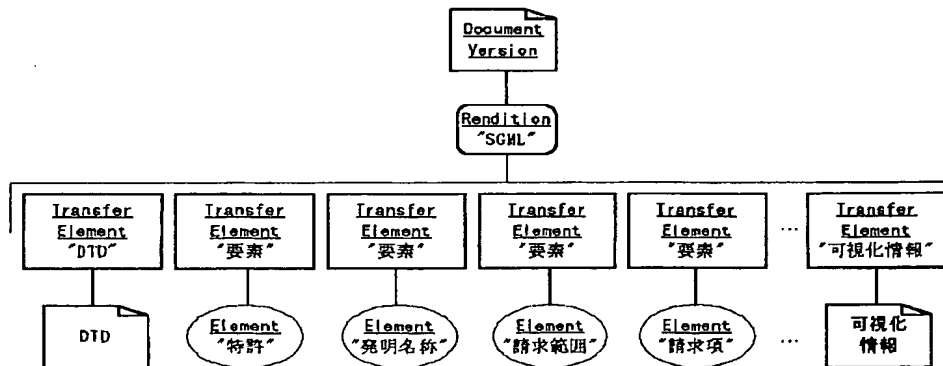 Document
Version
Rendition
"SGML"
Transfer
Element
"DTD"
Transfer
Element
"要素"
Transfer
Element
"要素"
Transfer
Element
"要素"
Transfer
Element
"要素"
...
Transfer
Element
"可視化情報"
DTD
Element
"特許"
Element
"発明名称"
Element
"請求範囲"
Element
"請求項"
...
可視化
情報